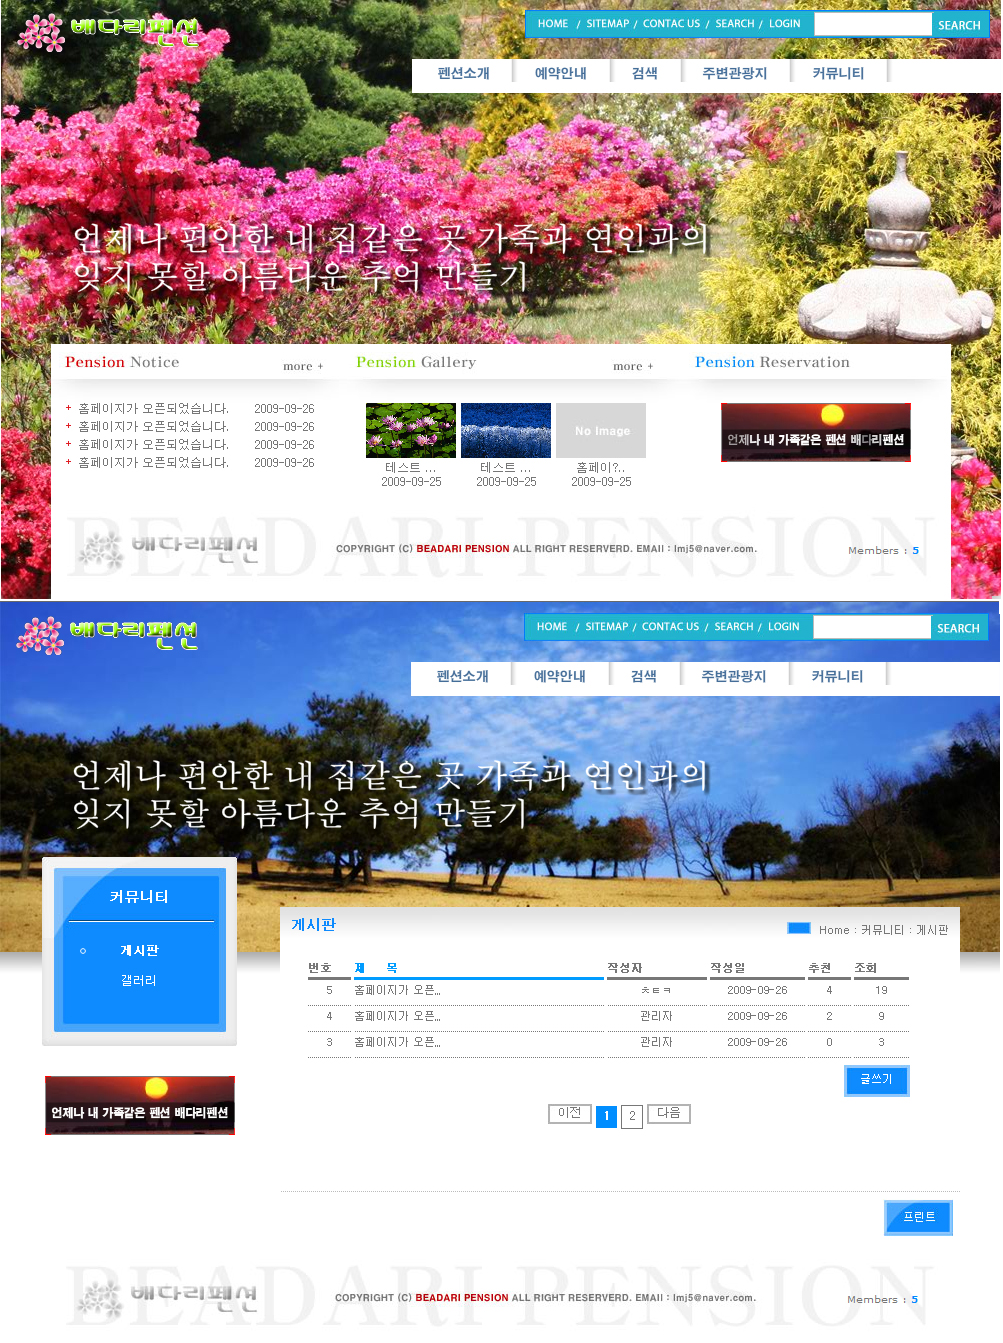 배다리펜션
HOME / SITEMAP / CONTAC US / SEARCH / LOGIN SEARCH
펜션소개 예약안내 검색 주변관광지 커뮤니티
언제나 편안한 내 집같은 곳 가족과 연인과의
잊지 못할 아름다운 추억 만들기
Pension Notice more + Pension Gallery more + Pension Reservation
+ 홈페이지가 오픈되었습니다. 2009-09-26
+ 홈페이지가 오픈되었습니다. 2009-09-26
+ 홈페이지가 오픈되었습니다. 2009-09-26
+ 홈페이지가 오픈되었습니다. 2009-09-26
No Image
테스트 ... 테스트 ... 홈페이?..
2009-09-25 2009-09-25 2009-09-25
언제나 내 가족같은 펜션 배다리펜션
BEADARI PENSION
배다리펜션
COPYRIGHT (C) BEADARI PENSION ALL RIGHT RESERVERD. EMAIl : lmj5@naver.com.
Members : 5
배다리펜션
HOME / SITEMAP / CONTAC US / SEARCH / LOGIN SEARCH
펜션소개 예약안내 검색 주변관광지 커뮤니티
언제나 편안한 내 집같은 곳 가족과 연인과의
잊지 못할 아름다운 추억 만들기
커뮤니티
게시판
갤러리
언제나 내 가족같은 펜션 배다리펜션
게시판 Home : 커뮤니티 : 게시판
번호 제 목 작성자 작성일 추천 조회
5 홈페이지가 오픈... ㅊㅌㅋ 2009-09-26 4 19
4 홈페이지가 오픈... 관리자 2009-09-26 2 9
3 홈페이지가 오픈... 관리자 2009-09-26 0 3
글쓰기
이전 1 2 다음
프린트
BEADARI PENSION
배다리펜션
COPYRIGHT (C) BEADARI PENSION ALL RIGHT RESERVERD. EMAIl : lmj5@naver.com.
Members : 5